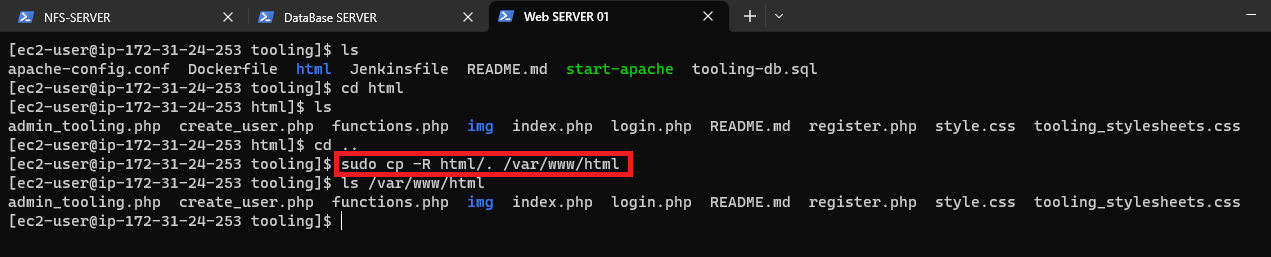 NFS-SERVER DataBase SERVER Web SERVER 01
[ec2-user@ip-172-31-24-253 tooling]$ ls
apache-config.conf Dockerfile html Jenkinsfile README.md start-apache tooling-db.sql
[ec2-user@ip-172-31-24-253 tooling]$ cd html
[ec2-user@ip-172-31-24-253 html]$ ls
admin_tooling.php create_user.php functions.php img index.php login.php README.md register.php style.css tooling_stylesheets.css
[ec2-user@ip-172-31-24-253 html]$ cd ..
[ec2-user@ip-172-31-24-253 tooling]$ sudo cp -R html/. /var/www/html
[ec2-user@ip-172-31-24-253 tooling]$ ls /var/www/html
admin_tooling.php create_user.php functions.php img index.php login.php README.md register.php style.css tooling_stylesheets.css
[ec2-user@ip-172-31-24-253 tooling]$